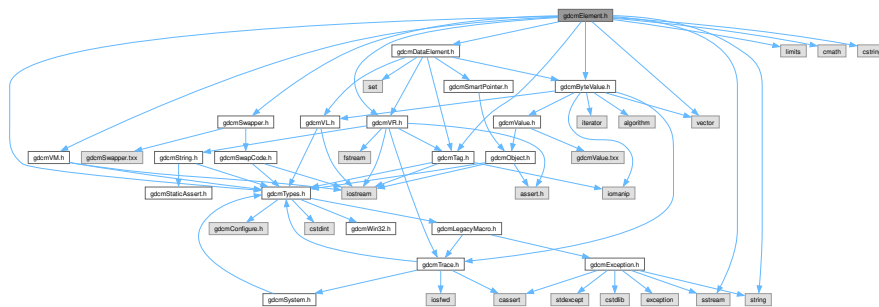 gdcmElement.h
limits
cmath
cstring
gdcmDataElement.h
set
gdcmSmartPointer.h
gdcmByteValue.h
gdcmSwapper.h
gdcmVL.h
gdcmVR.h
gdcmValue.h
iterator
algorithm
vector
gdcmVM.h
gdcmSwapper.txx
gdcmString.h
gdcmSwapCode.h
fstream
gdcmTag.h
gdcmObject.h
gdcmValue.txx
gdcmStaticAssert.h
gdcmTypes.h
iostream
assert.h
iomanip
gdcmConfigure.h
cstdint
gdcmWin32.h
gdcmLegacyMacro.h
gdcmTrace.h
gdcmException.h
gdcmSystem.h
iosfwd
cassert
stdexcept
cstdlib
exception
sstream
string